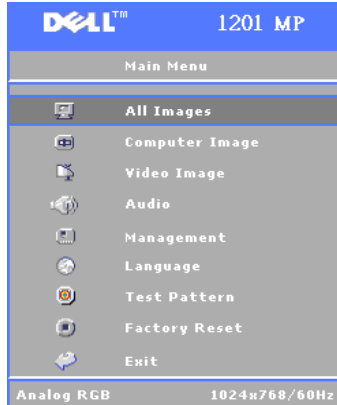 DELL™ 1201 MP
Main Menu
All Images
Computer Image
Video Image
Audio
Management
Language
Test Pattern
Factory Reset
Exit
Analog RGB 1024x768/60Hz